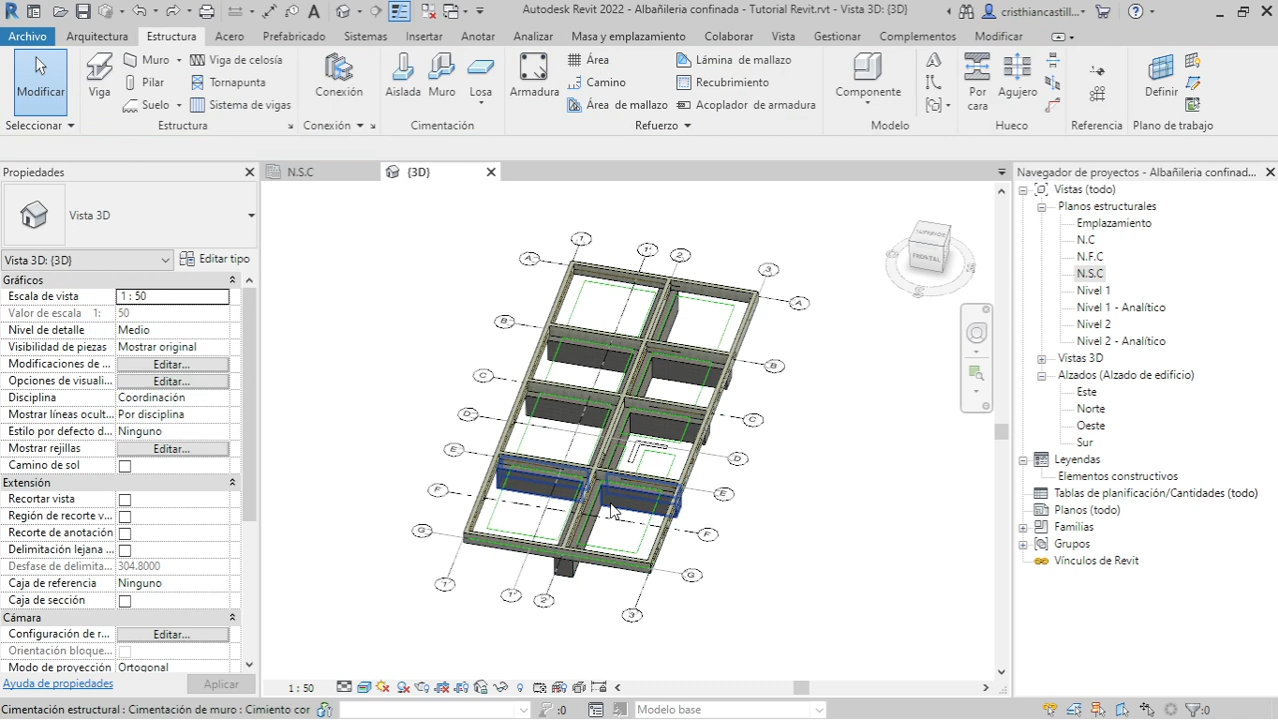 Autodesk Revit 2022 - Albañileria confinada - Tutorial Revit.rvt - Vista 3D: {3D}
cristhiancastill...
Archivo Arquitectura Estructura Acero Prefabricado Sistemas Insertar Anotar Analizar Masa y emplazamiento Colaborar Vista Gestionar Complementos Modificar
Muro Viga de celosía Área Lámina de mallazo
Pilar Tornapunta Camino Recubrimiento
Suelo Sistema de vigas Área de mallazo Acoplador de armadura
Modificar Viga Conexión Aislada Muro Losa Armadura Componente Por cara Agujero Definir
Seleccionar Estructura Conexión Cimentación Refuerzo Modelo Hueco Referencia Plano de trabajo
Propiedades
N.S.C
{3D}
Navegador de proyectos - Albañileria confinad...
Vista 3D
Vista 3D: {3D} Editar tipo
Gráficos
Escala de vista 1 : 50
Valor de escala 1: 50
Nivel de detalle Medio
Visibilidad de piezas Mostrar original
Modificaciones de ... Editar...
Opciones de visuali... Editar...
Disciplina Coordinación
Mostrar líneas ocult... Por disciplina
Estilo por defecto d... Ninguno
Mostrar rejillas Editar...
Camino de sol
Extensión
Recortar vista
Región de recorte v...
Recorte de anotación
Delimitación lejana ...
Desfase de delimita... 304.8000
Caja de referencia Ninguno
Caja de sección
Cámara
Configuración de r... Editar...
Orientación bloque...
Modo de proyección Ortogonal
Ayuda de propiedades Aplicar
1 1' 2 3
A A
B B
C C
D D
E E
F F
G G
1 1' 2 3
FRONTAL
Vistas (todo)
Planos estructurales
Emplazamiento
N.C
N.F.C
N.S.C
Nivel 1
Nivel 1 - Analítico
Nivel 2
Nivel 2 - Analítico
Vistas 3D
Alzados (Alzado de edificio)
Este
Norte
Oeste
Sur
Leyendas
Elementos constructivos
Tablas de planificación/Cantidades (todo)
Planos (todo)
Familias
Grupos
Vínculos de Revit
1 : 50
Cimentación estructural : Cimentación de muro : Cimiento cor
:0
Modelo base
:0